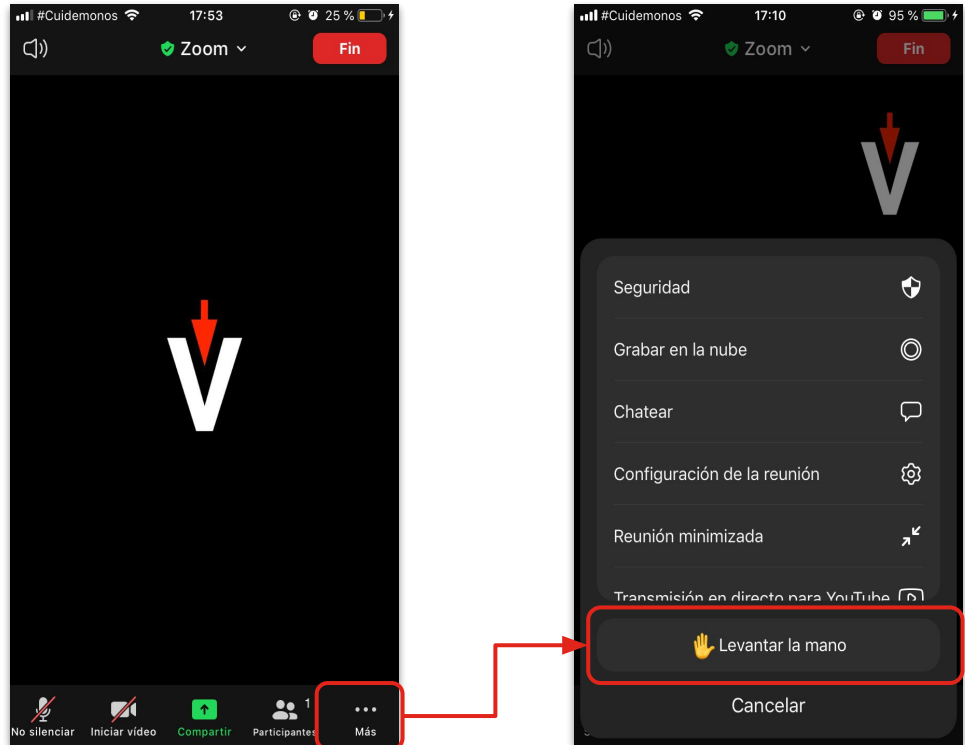 #Cuidemonos 17:53 25 %
Zoom Fin
V
No silenciar Iniciar vídeo Compartir Participantes 1 Más
#Cuidemonos 17:10 95 %
Zoom Fin
V
Seguridad
Grabar en la nube
Chatear
Configuración de la reunión
Reunión minimizada
Transmisión en directo para YouTube
Levantar la mano
Cancelar